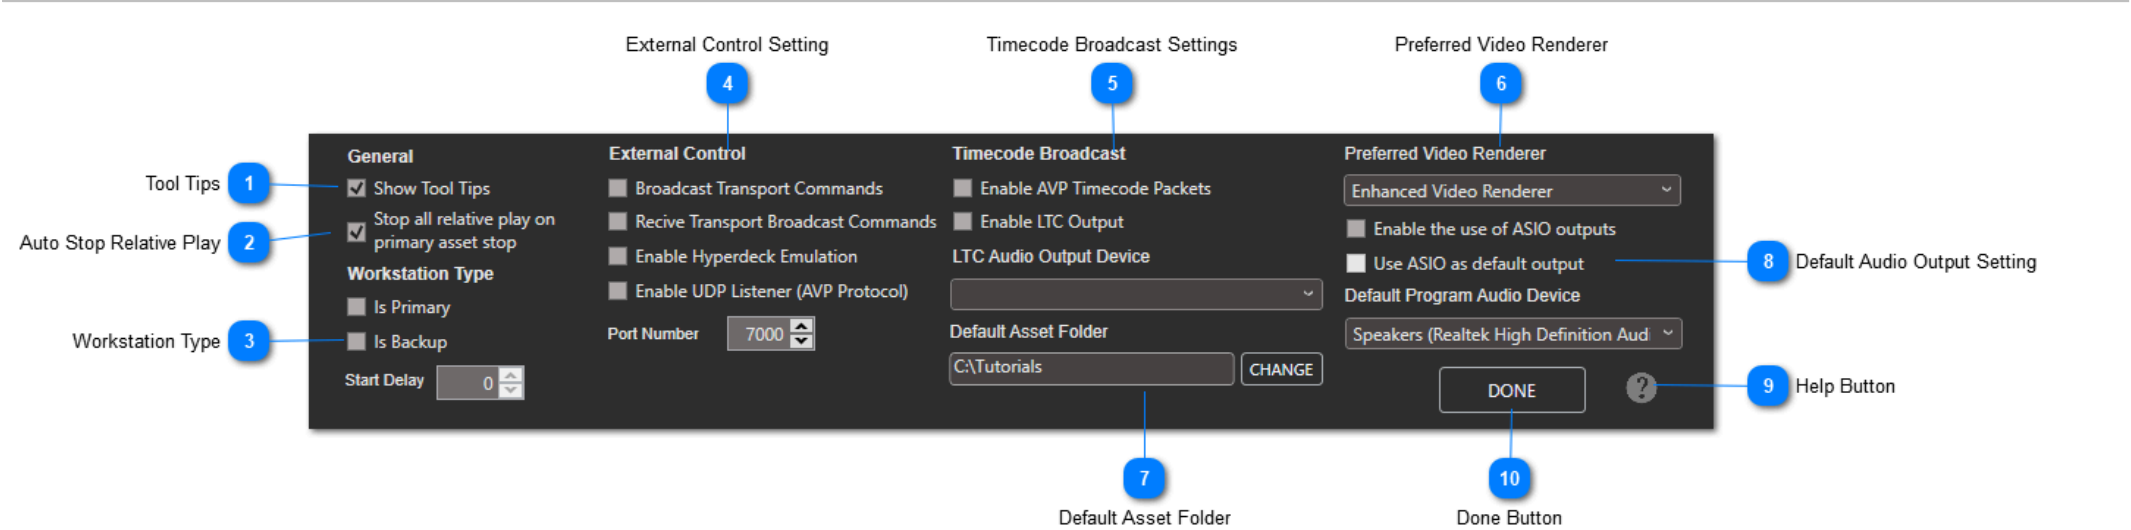 External Control Setting
Timecode Broadcast Settings
Preferred Video Renderer
4
5
6
Tool Tips
1
Auto Stop Relative Play
2
Workstation Type
3
General
Show Tool Tips
Stop all relative play on
primary asset stop
Workstation Type
Is Primary
Is Backup
Start Delay
0
External Control
Broadcast Transport Commands
Recive Transport Broadcast Commands
Enable Hyperdeck Emulation
Enable UDP Listener (AVP Protocol)
Port Number
7000
Timecode Broadcast
Enable AVP Timecode Packets
Enable LTC Output
LTC Audio Output Device
Default Asset Folder
C:\Tutorials
CHANGE
Preferred Video Renderer
Enhanced Video Renderer
Enable the use of ASIO outputs
Use ASIO as default output
Default Program Audio Device
Speakers (Realtek High Definition Audi
DONE
?
8
Default Audio Output Setting
9
Help Button
7
Default Asset Folder
10
Done Button